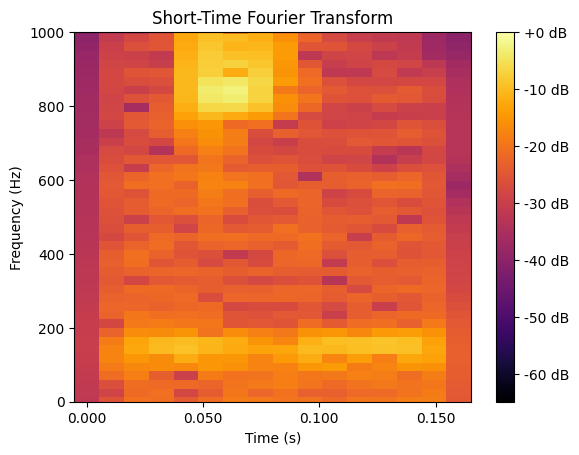 Short-Time Fourier Transform
1000
800
600
400
200
0
Frequency (Hz)
0.000
0.050
0.100
0.150
Time (s)
+0 dB
-10 dB
-20 dB
-30 dB
-40 dB
-50 dB
-60 dB